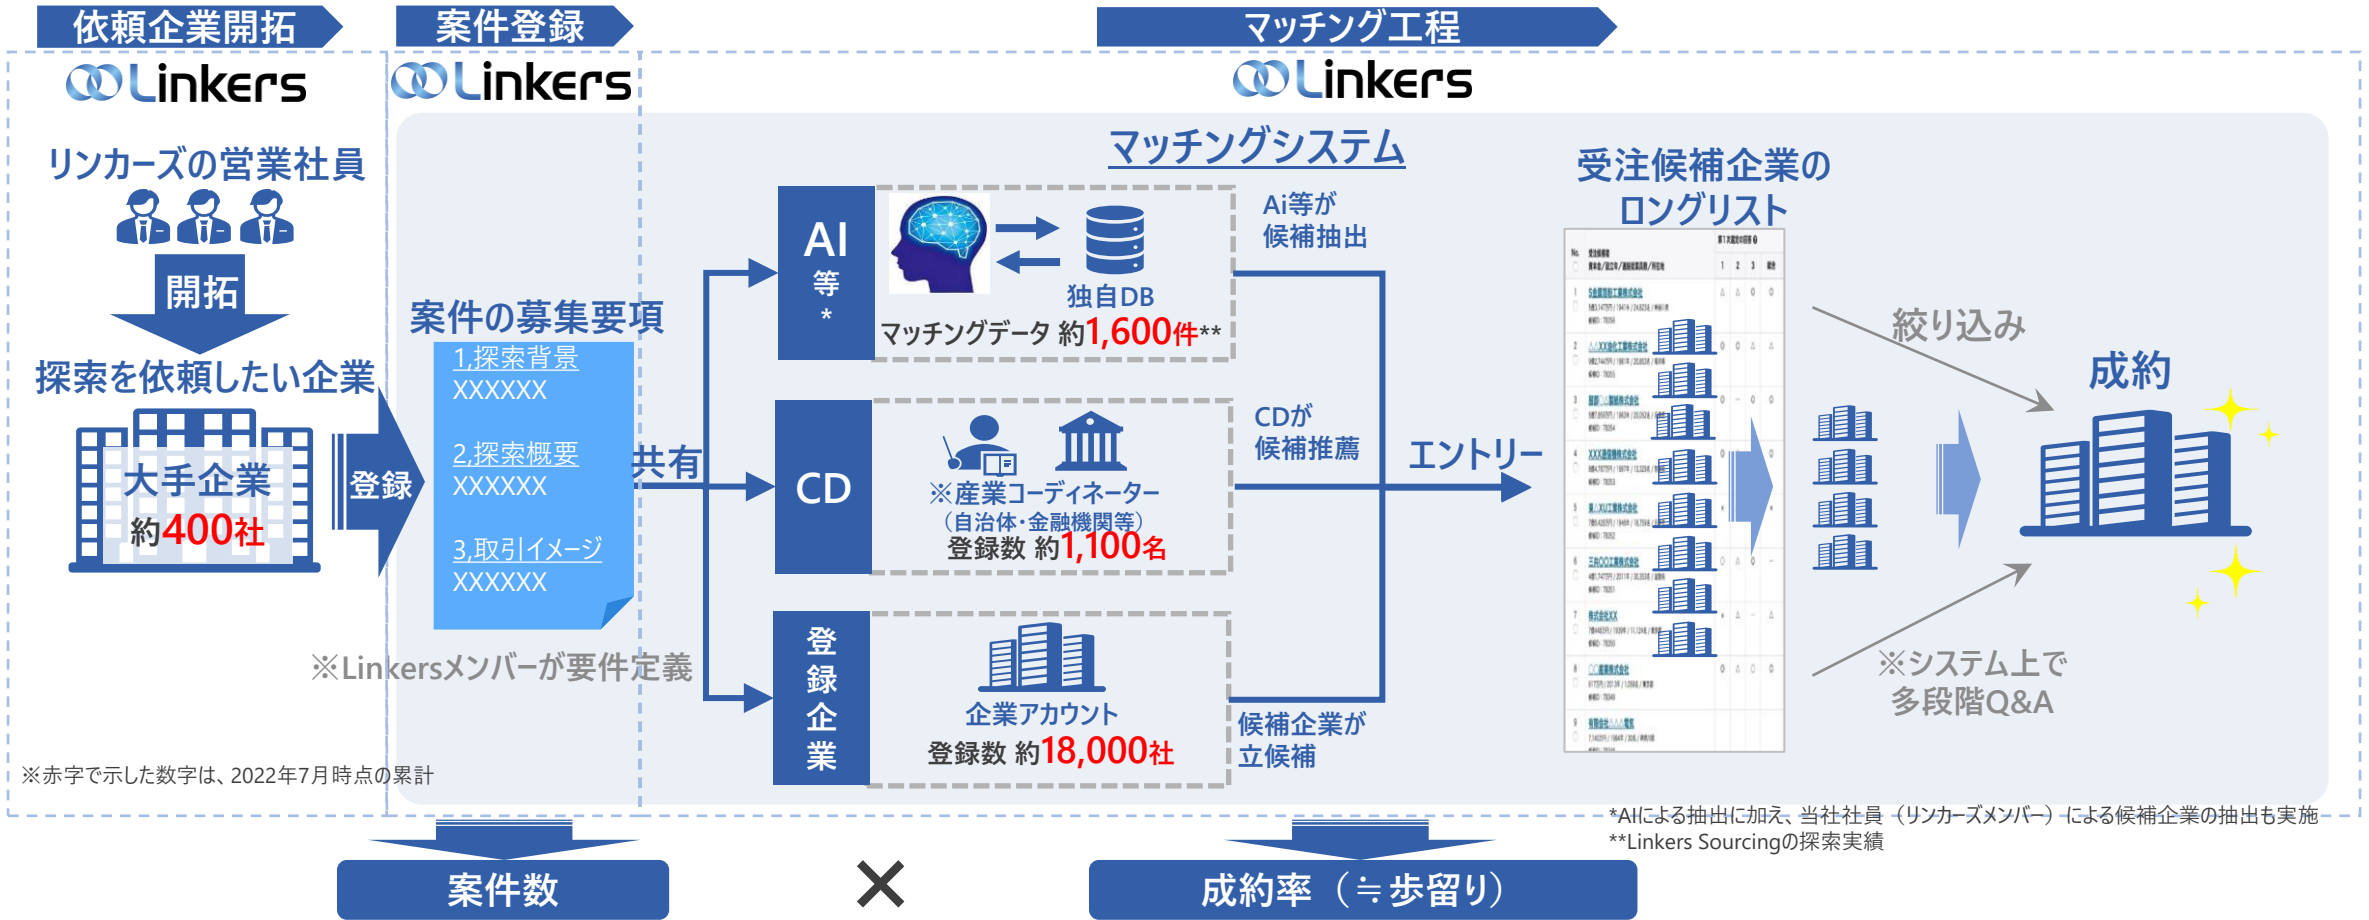 依頼企業開拓
案件登録
マッチング工程
Linkers
Linkers
Linkers
リンカーズの営業社員
開拓
探索を依頼したい企業
大手企業
約400社
登録
※赤字で示した数字は、2022年7月時点の累計
案件の募集要項
1,探索背景
XXXXXX
2,探索概要
XXXXXX
3,取引イメージ
XXXXXX
※Linkersメンバーが要件定義
共有
マッチングシステム
AI
等
*
独自DB
マッチングデータ 約1,600件**
Ai等が
候補抽出
CD
※産業コーディネーター
（自治体・金融機関等）
登録数 約1,100名
CDが
候補推薦
登
録
企
業
企業アカウント
登録数 約18,000社
候補企業が
立候補
エントリー
受注候補企業の
ロングリスト
No.
1 2 3 総合
株式会社XX
絞り込み
成約
※システム上で
多段階Q&A
*AIによる抽出に加え、当社社員（リンカーズメンバー）による候補企業の抽出も実施
**Linkers Sourcingの探索実績
案件数
×
成約率（≒歩留り）